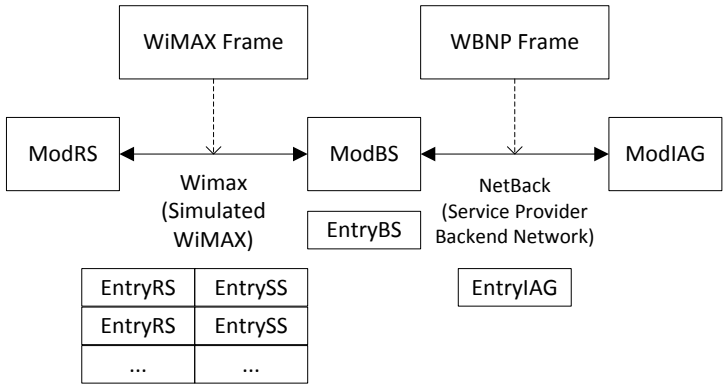 WiMAX Frame
WBNP Frame
ModRS
ModBS
ModIAG
Wimax
(Simulated
WiMAX)
NetBack
(Service Provider
Backend Network)
EntryBS
EntryRS EntrySS
EntryRS EntrySS
... ...
EntryIAG